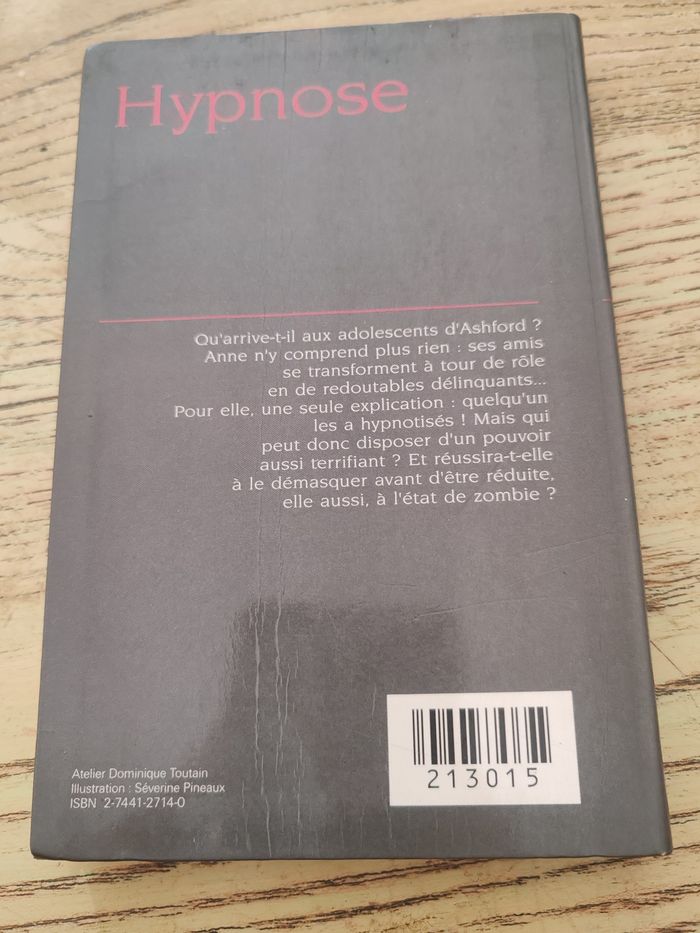 Hypnose
Qu'arrive-t-il aux adolescents d'Ashford ?
Anne n'y comprend plus rien : ses amis
se transforment à tour de rôle
en de redoutables délinquants...
Pour elle, une seule explication : quelqu'un
les a hypnotisés ! Mais qui
peut donc disposer d'un pouvoir
aussi terrifiant ? Et réussira-t-elle
à le démasquer avant d'être réduite,
elle aussi, à l'état de zombie ?
Atelier Dominique Toutain
Illustration : Séverine Pineaux
ISBN 2-7441-2714-0
213015